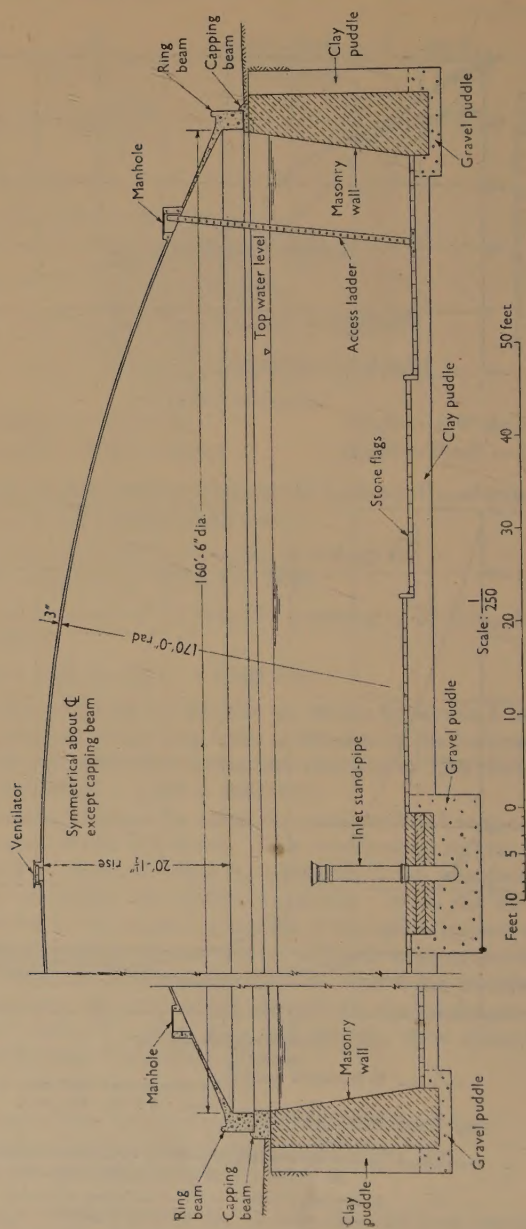 Ventilator
3"
Manhole
Ring
beam
Capping
beam
Manhole
Ring
beam
Capping
beam
Symmetrical about ℄
except capping beam
20'-1½" rise
170'-0" rad
160'-6" dia.
Top water level
Clay
puddle
Masonry
wall
Inlet stand-pipe
Stone flags
Access ladder
Masonry
wall
Clay
puddle
Gravel puddle
Gravel puddle
Clay puddle
Gravel puddle
Scale: 1/250
Feet 10 5 0 10 20 30 40 50 feet